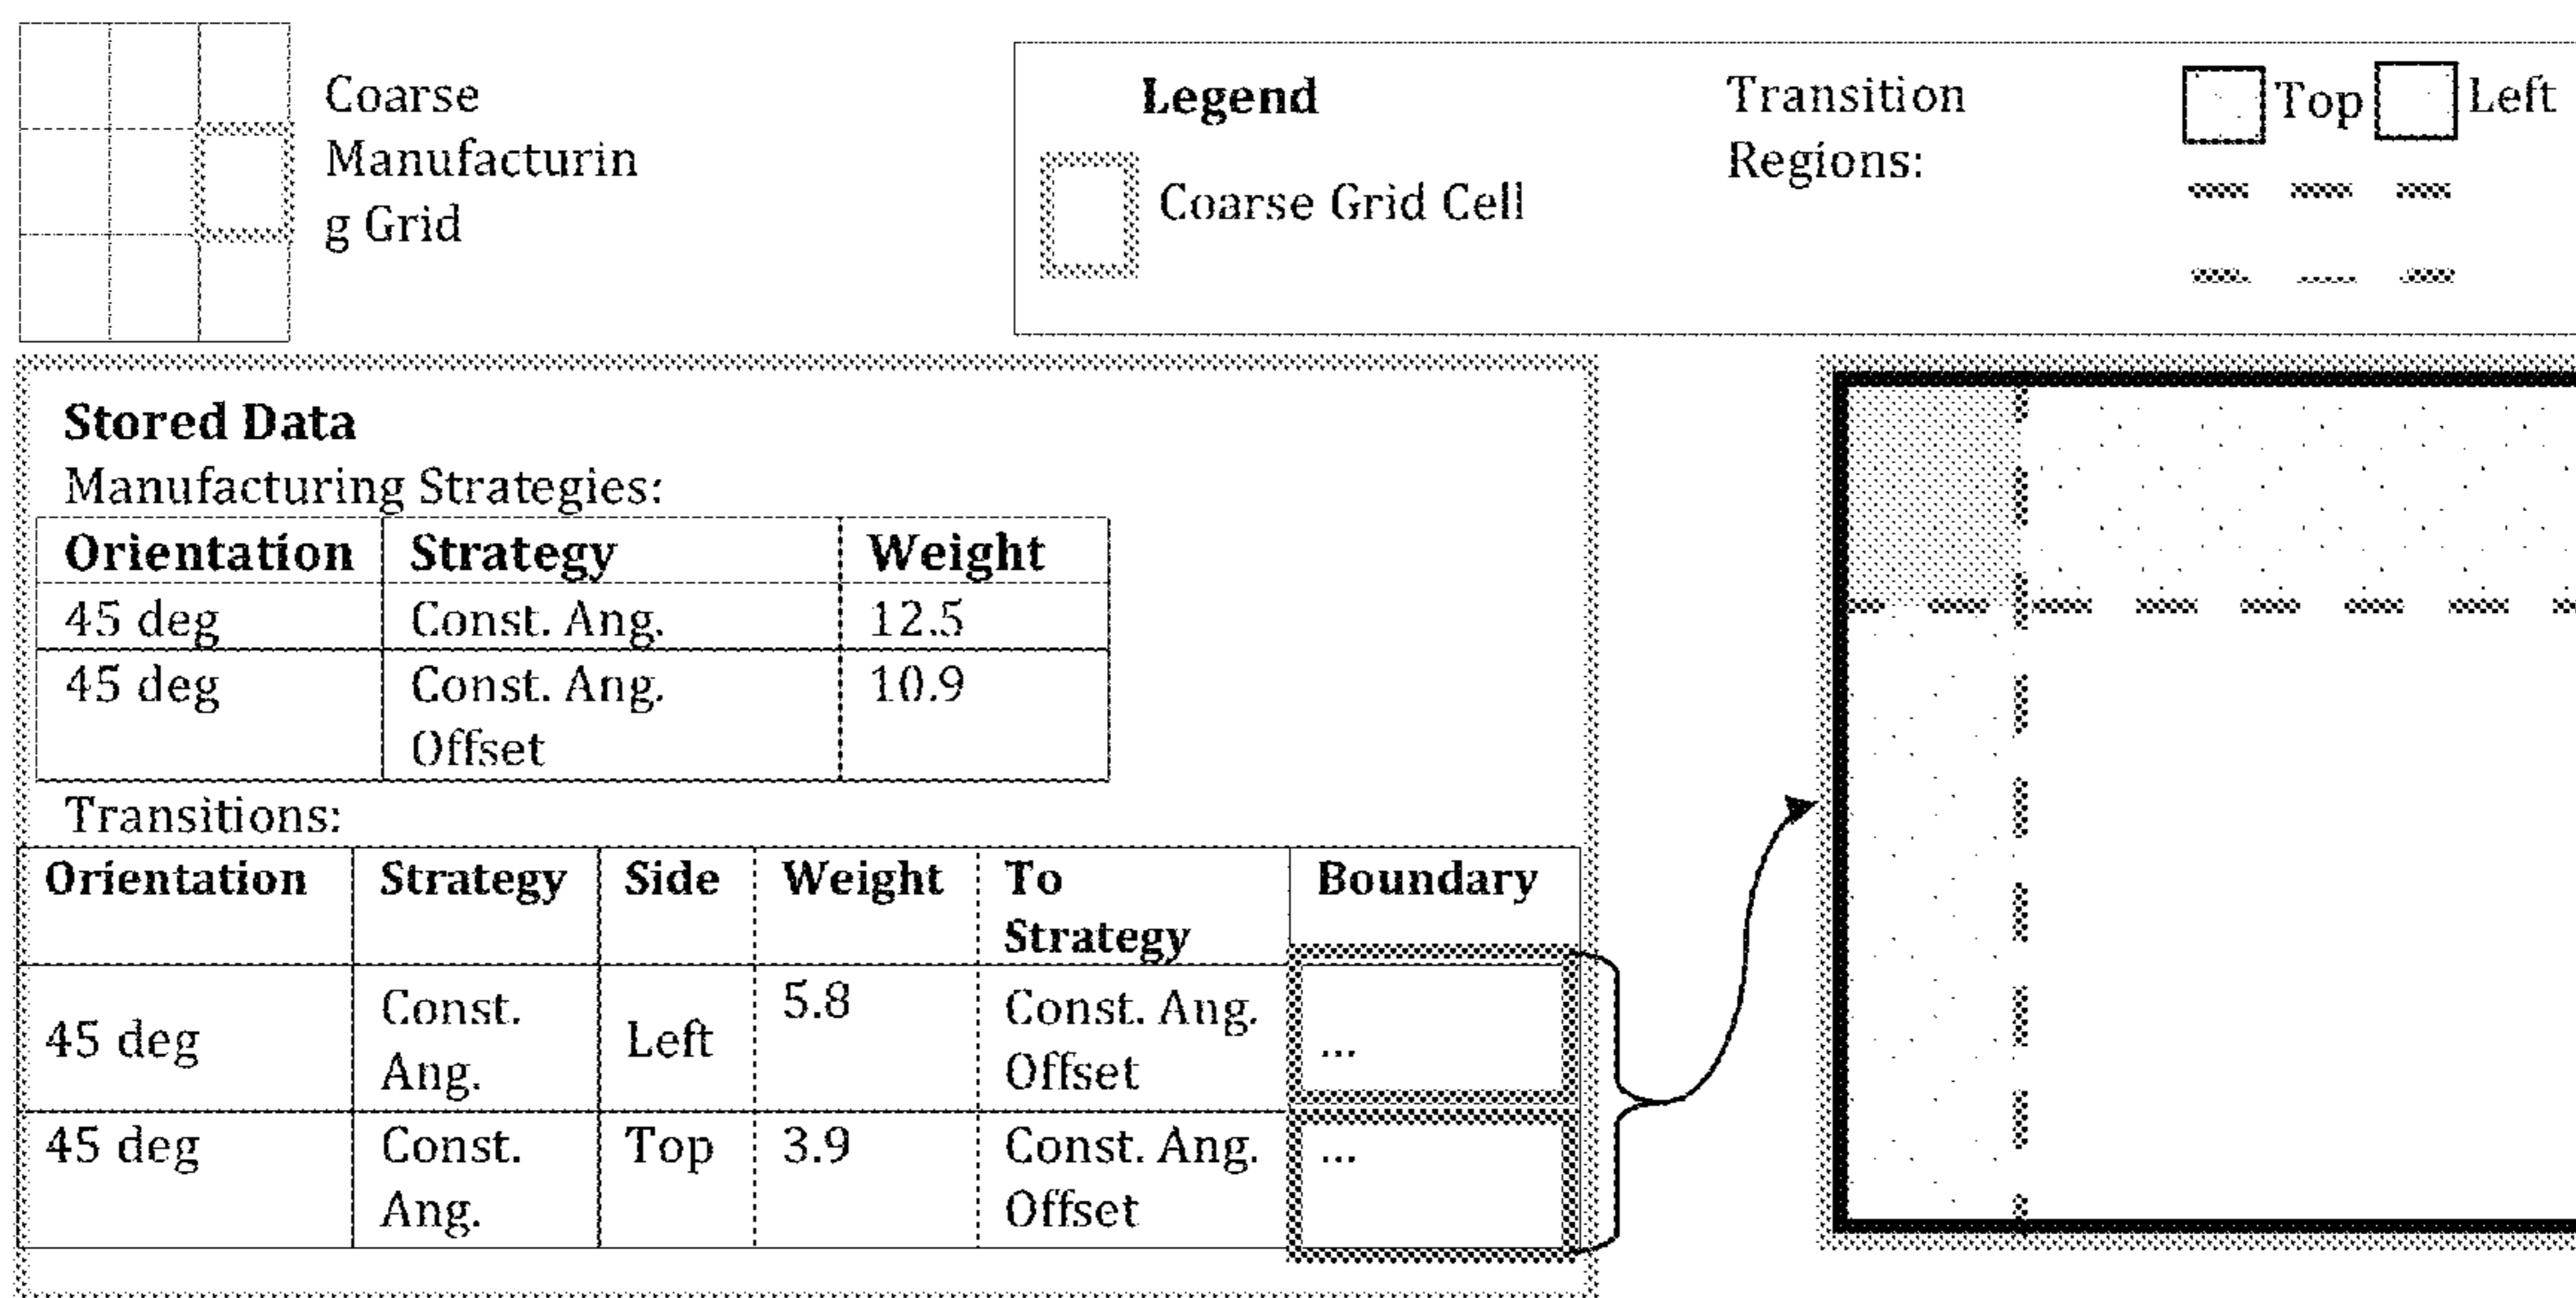 Coarse
Manufacturin
g Grid
Legend
Coarse Grid Cell
Transition
Regions:
Top
Left
Stored Data
Manufacturing Strategies:
Orientation Strategy Weight
45 deg Const. Ang. 12.5
45 deg Const. Ang. 10.9
Offset
Transitions:
Orientation Strategy Side Weight To Boundary
Strategy
45 deg Const. Left 5.8 Const. Ang. ...
Ang. Offset
45 deg Const. Top 3.9 Const. Ang. ...
Ang. Offset